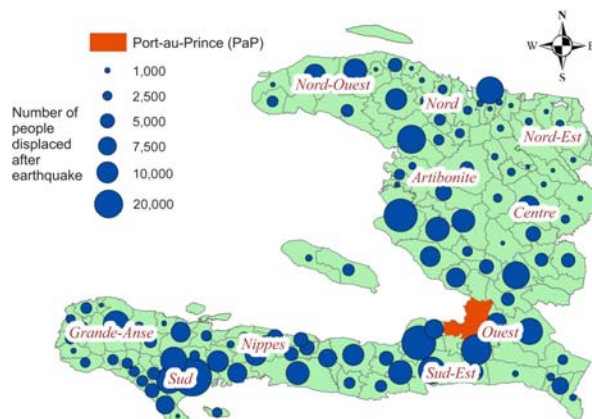 Port-au-Prince (PaP)
Number of
people
displaced
after
earthquake
1,000
2,500
5,000
7,500
10,000
20,000
N
W
E
S
Nord-Ouest
Nord
Nord-Est
Artibonite
Centre
Grande-Anse
Nippes
Ouest
Sud
Sud-Est